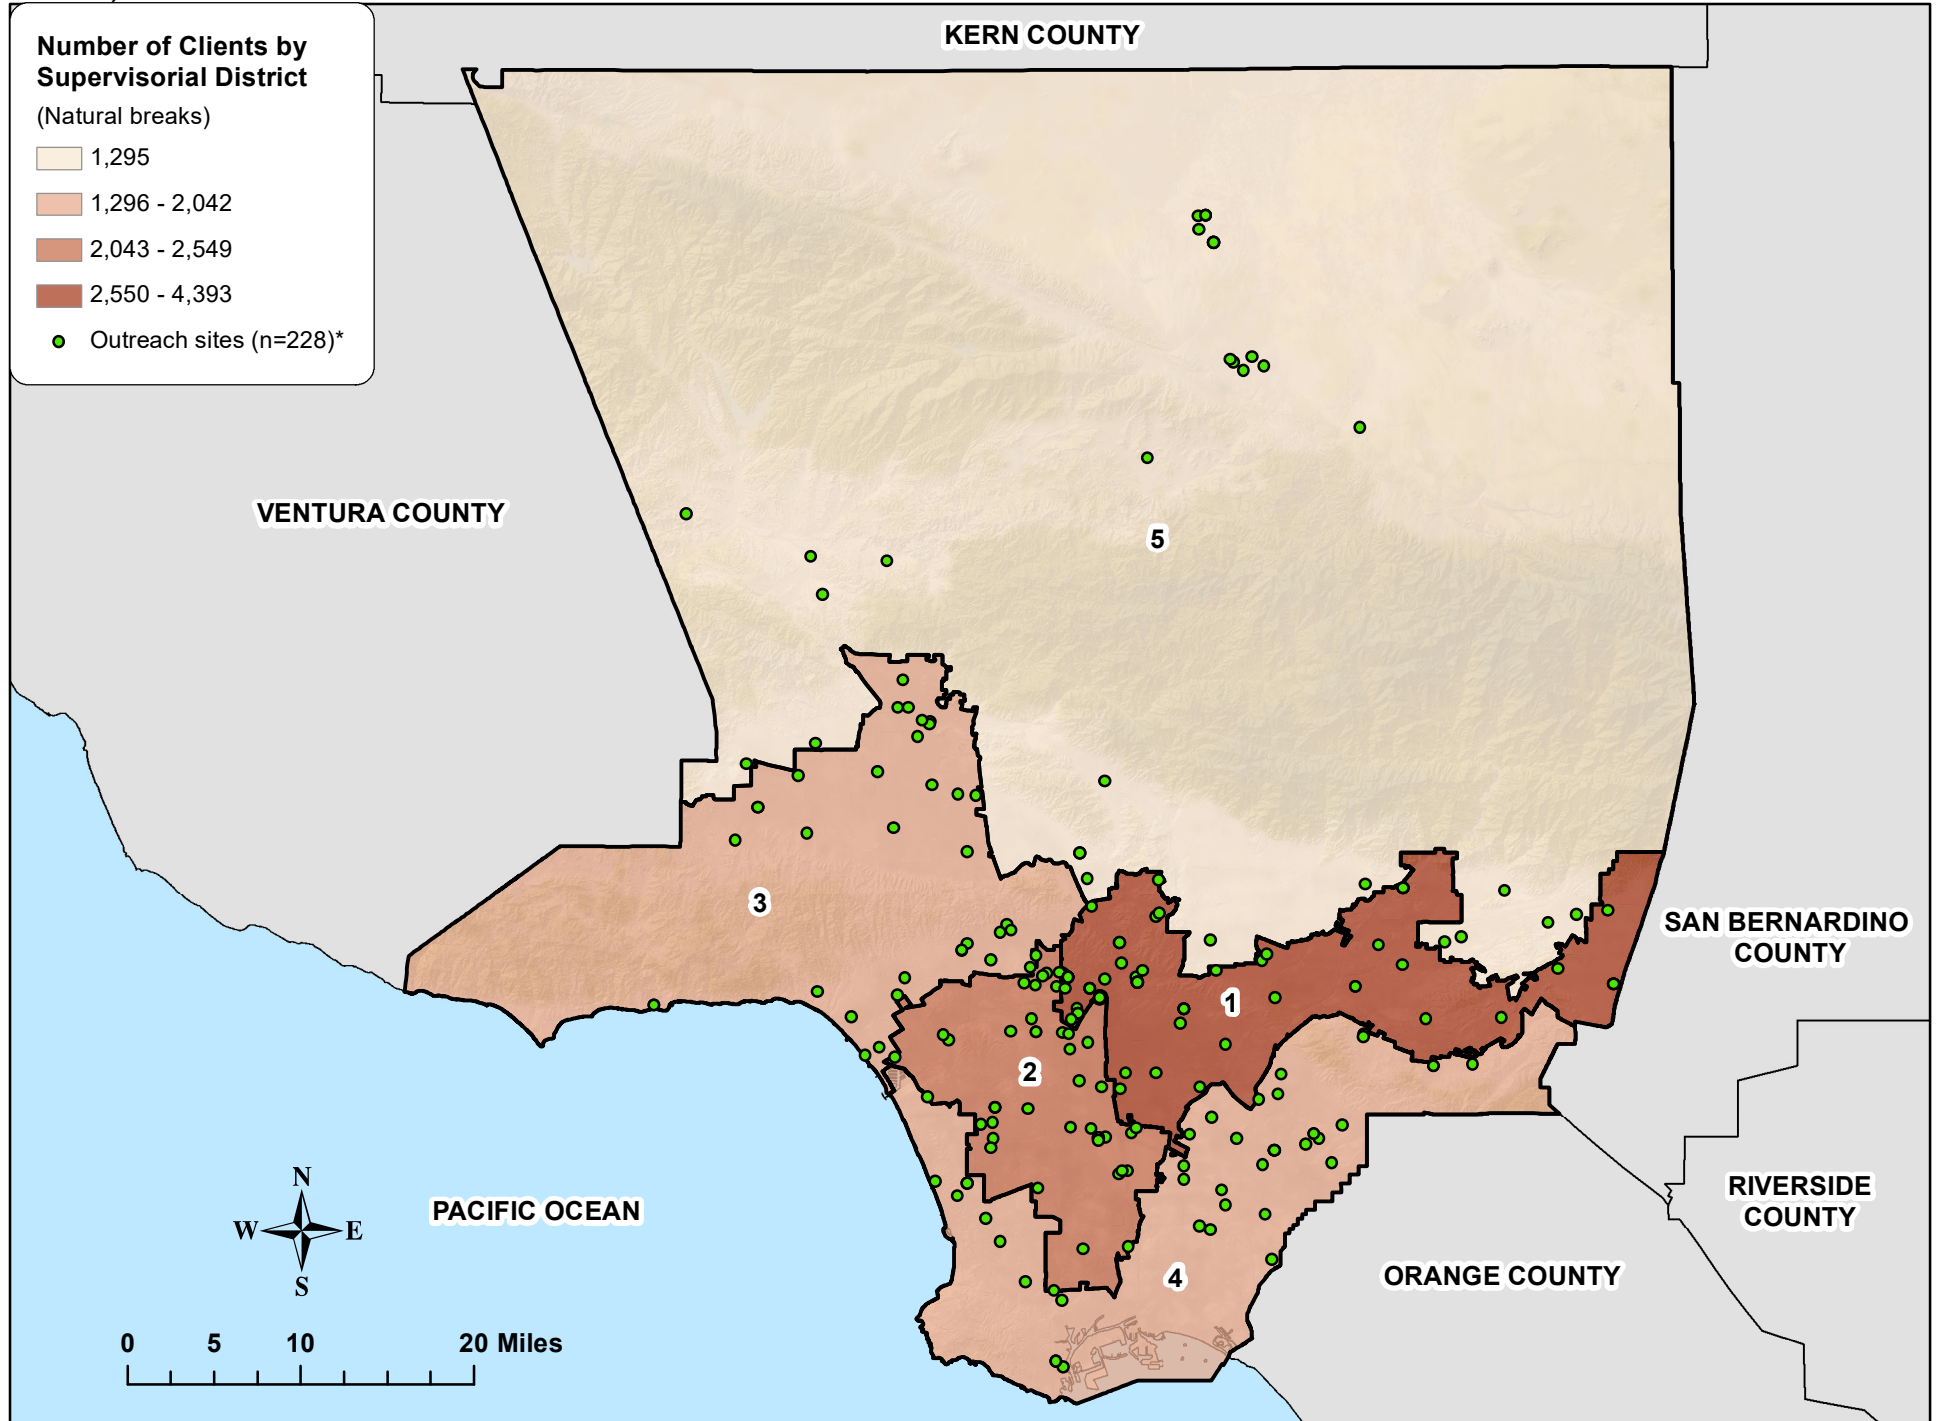 Number of Clients by
Supervisorial District
(Natural breaks)
1,295
1,296 - 2,042
2,043 - 2,549
2,550 - 4,393
Outreach sites (n=228)*
KERN COUNTY
VENTURA COUNTY
5
3
SAN BERNARDINO
COUNTY
1
2
N
W E
S
PACIFIC OCEAN
RIVERSIDE
COUNTY
4
ORANGE COUNTY
0 5 10 20 Miles